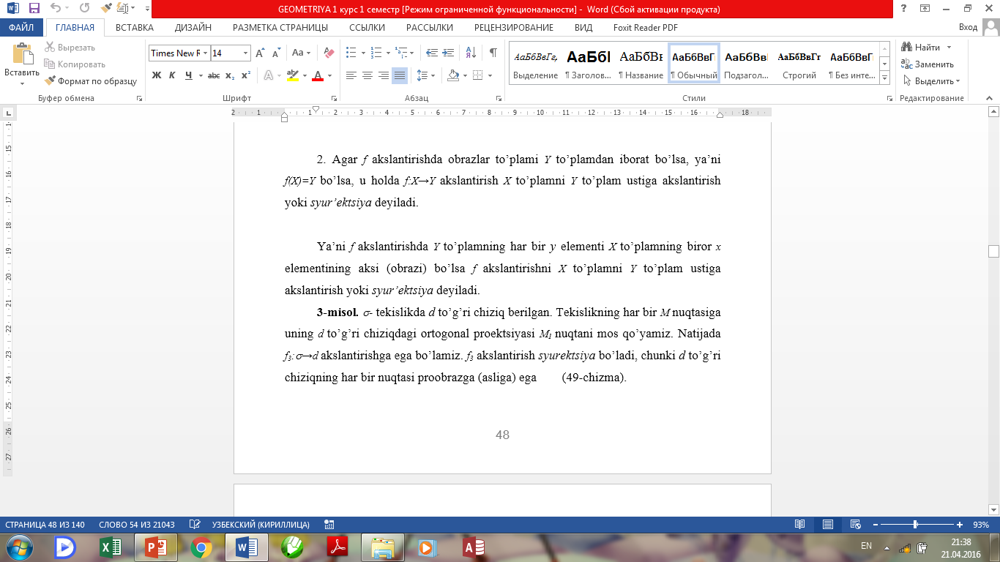 GEOMETRIYA 1 курс 1 семестр [Режим ограниченной функциональности] - Word (Сбой активации продукта)
ФАЙЛ ГЛАВНАЯ ВСТАВКА ДИЗАЙН РАЗМЕТКА СТРАНИЦЫ ССЫЛКИ РАССЫЛКИ РЕЦЕНЗИРОВАНИЕ ВИД Foxit Reader PDF Вход
Вставить
Вырезать
Копировать
Формат по образцу
Буфер обмена
Times New R 14
Ж К Ч abc x₂ x²
Шрифт
Абзац
АаБбВвГг, АаБбІ АаБбВв АаБбВвГг АаБбВвІ АаБбВвГг АаБбВвГг
Выделение ¶ Заголов... ¶ Название ¶ Обычный Подзагол... Строгий ¶ Без инте...
Стили
Найти
Заменить
Выделить
Редактирование
2 1 1 2 3 4 5 6 7 8 9 10 11 12 13 14 15 16 18
2. Agar f akslantirishda obrazlar to’plami Y to’plamdan iborat bo’lsa, ya’ni
f(X)=Y bo’lsa, u holda f:X→Y akslantirish X to’plamni Y to’plam ustiga akslantirish
yoki syur’ektsiya deyiladi.
Ya’ni f akslantirishda Y to’plamning har bir y elementi X to’plamning biror x
elementining aksi (obrazi) bo’lsa f akslantirishni X to’plamni Y to’plam ustiga
akslantirish yoki syur’ektsiya deyiladi.
3-misol. σ- tekislikda d to’g’ri chiziq berilgan. Tekislikning har bir M nuqtasiga
uning d to’g’ri chiziqdagi ortogonal proektsiyasi M₁ nuqtani mos qo’yamiz. Natijada
f₃:σ→d akslantirishga ega bo’lamiz. f₃ akslantirish syurektsiya bo’ladi, chunki d to’g’ri
chiziqning har bir nuqtasi proobrazga (asliga) ega (49-chizma).
48
СТРАНИЦА 48 ИЗ 140 СЛОВО 54 ИЗ 21043 УЗБЕКСКИЙ (КИРИЛЛИЦА) 93%
EN 21:38
21.04.2016